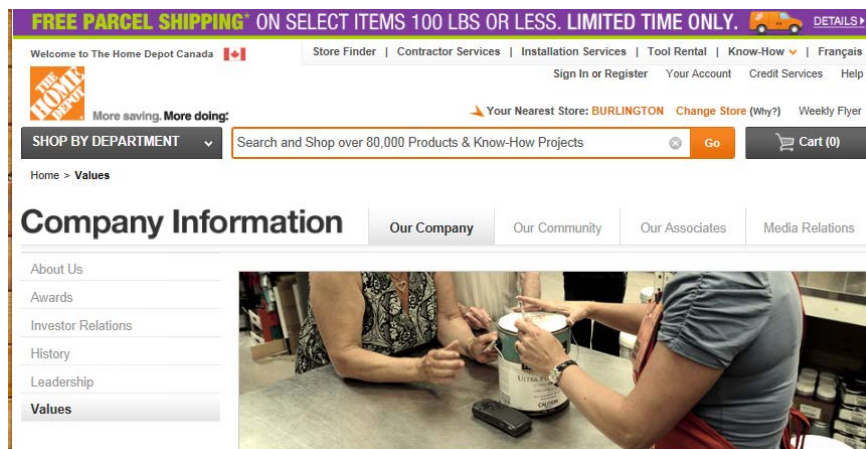 FREE PARCEL SHIPPING* ON SELECT ITEMS 100 LBS OR LESS. LIMITED TIME ONLY. DETAILS
Welcome to The Home Depot Canada Store Finder | Contractor Services | Installation Services | Tool Rental | Know-How | Français
Sign In or Register Your Account Credit Services Help
THE HOME DEPOT
More saving. More doing. Your Nearest Store: BURLINGTON Change Store (Why?) Weekly Flyer
SHOP BY DEPARTMENT Search and Shop over 80,000 Products & Know-How Projects Go Cart (0)
Home > Values
Company Information Our Company Our Community Our Associates Media Relations
About Us
Awards
Investor Relations
History
Leadership
Values
ULTRA
CAUTION